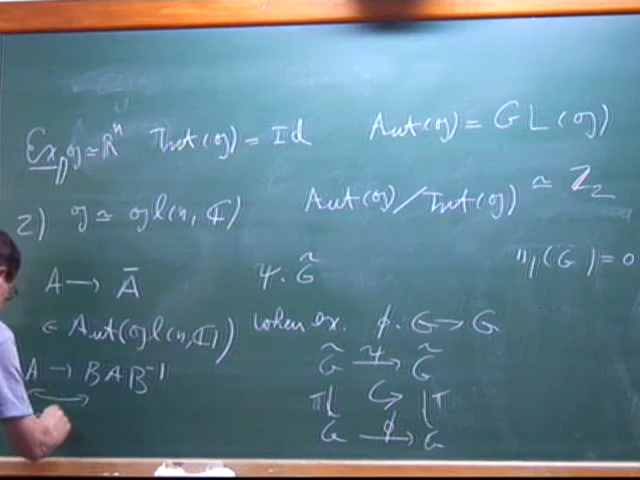 Ex 1) 𝔤 ≃ ℝⁿ Int(𝔤) = Id Aut(𝔤) = GL(𝔤)
2) 𝔤 ≃ 𝔤l(n, ℂ) Aut(𝔤)/Int(𝔤) ≃ ℤ₂
π₁(G) = 0
A → Ā ψ: G̃
∈ Aut(𝔤l(n, ℂ)) when ex. ϕ: G → G
G̃ —ψ→ G̃
A → BAB⁻¹
π↓ ↓π
G —ϕ→ G